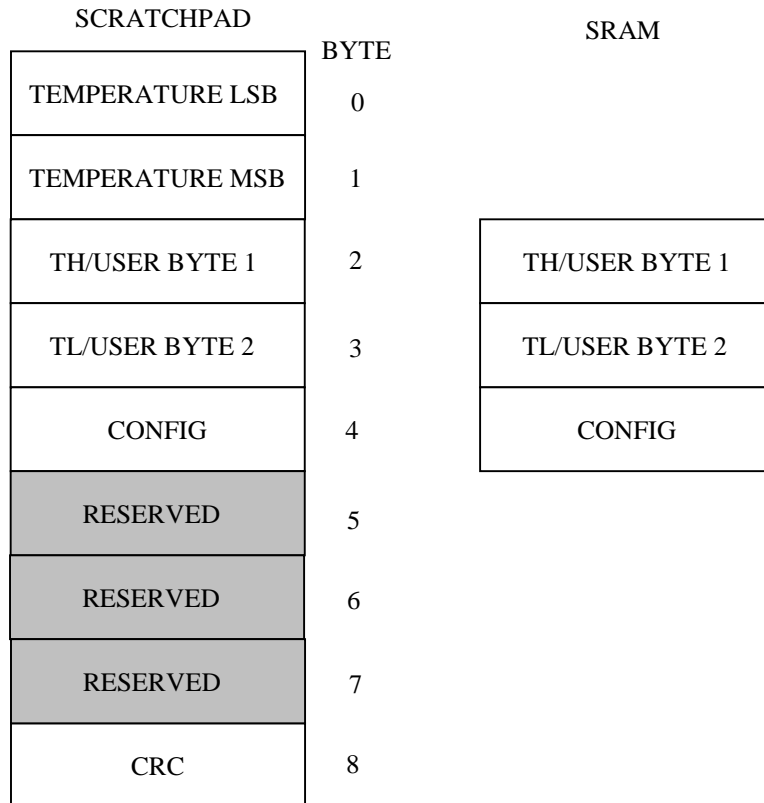 SCRATCHPAD
BYTE
SRAM
TEMPERATURE LSB 0
TEMPERATURE MSB 1
TH/USER BYTE 1 2 TH/USER BYTE 1
TL/USER BYTE 2 3 TL/USER BYTE 2
CONFIG 4 CONFIG
RESERVED 5
RESERVED 6
RESERVED 7
CRC 8